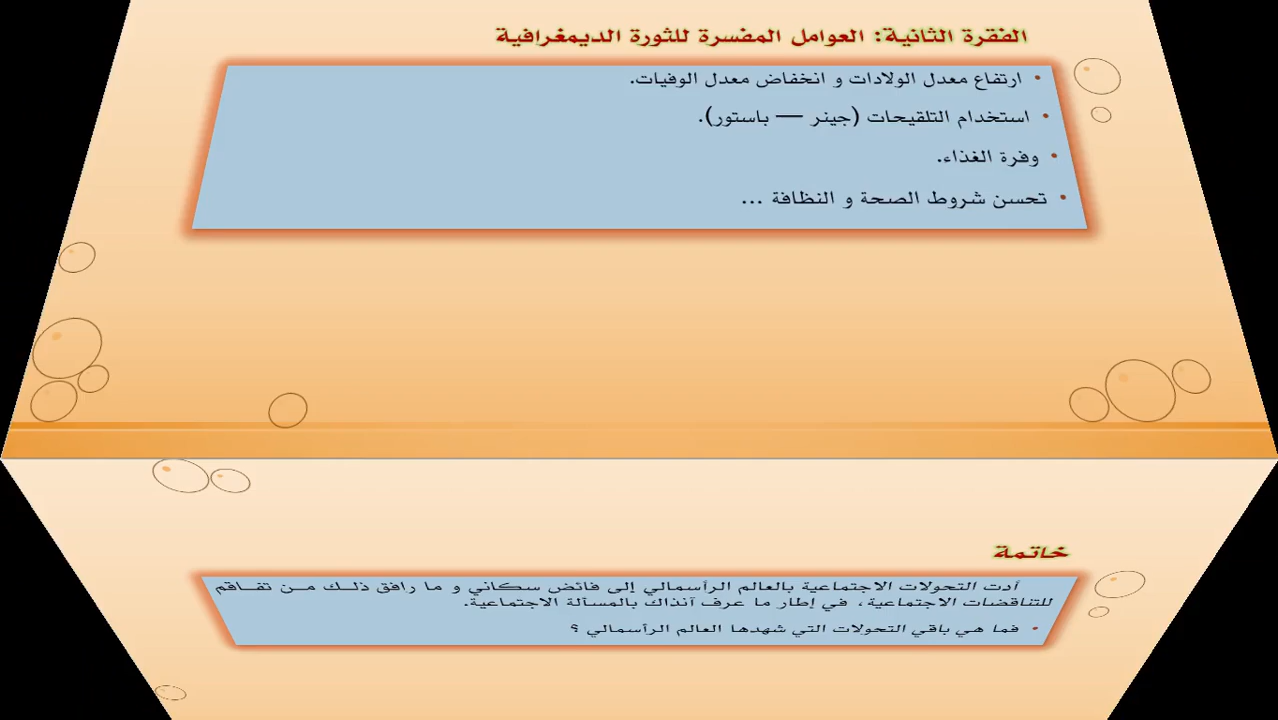 الفقرة الثانية: العوامل المفسرة للثورة الديمغرافية
• ارتفاع معدل الولادات و انخفاض معدل الوفيات.
• استخدام التلقيحات (جينر — باستور).
• وفرة الغذاء.
• تحسن شروط الصحة و النظافة ...
خاتمة
أدت التحولات الاجتماعية بالعالم الرأسمالي إلى فائض سكاني و ما رافق ذلك من تفاقم
للتناقضات الاجتماعية، في إطار ما عرف آنذاك بالمسألة الاجتماعية.
• فما هي باقي التحولات التي شهدها العالم الرأسمالي ؟